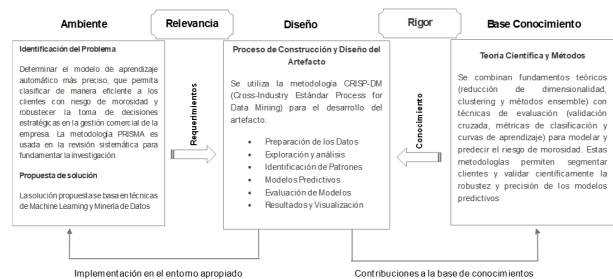 Ambiente
Relevancia
Diseño
Rigor
Base Conocimiento
Identificación del Problema
Determinar el modelo de aprendizaje
automático más preciso, que permita
clasificar de manera eficiente a los
clientes con riesgo de morosidad y
robustecer la toma de decisiones
estratégicas en la gestión comercial de la
empresa. La metodología PRISMA es
usada en la revisión sistemática para
fundamentar la investigación.
Propuesta de solución
La solución propuesta se basa en técnicas
de Machine Learning y Minería de Datos
Requerimientos
Proceso de Construcción y Diseño del
Artefacto
Se utiliza la metodología CRISP-DM
(Cross-Industry Estándar Process for
Data Mining) para el desarrollo del
artefacto.
• Preparación de los Datos
• Exploración y análisis
• Identificación de Patrones
• Modelos Predictivos
• Evaluación de Modelos
• Resultados y Visualización
Conocimiento
Teoría Científica y Métodos
Se combinan fundamentos teóricos
(reducción de dimensionalidad,
clustering y métodos ensemble) con
técnicas de evaluación (validación
cruzada, métricas de clasificación y
curvas de aprendizaje) para modelar y
predecir el riesgo de morosidad. Estas
metodologías permiten segmentar
clientes y validar científicamente la
robustez y precisión de los modelos
predictivos
Implementación en el entorno apropiado
Contribuciones a la base de conocimientos